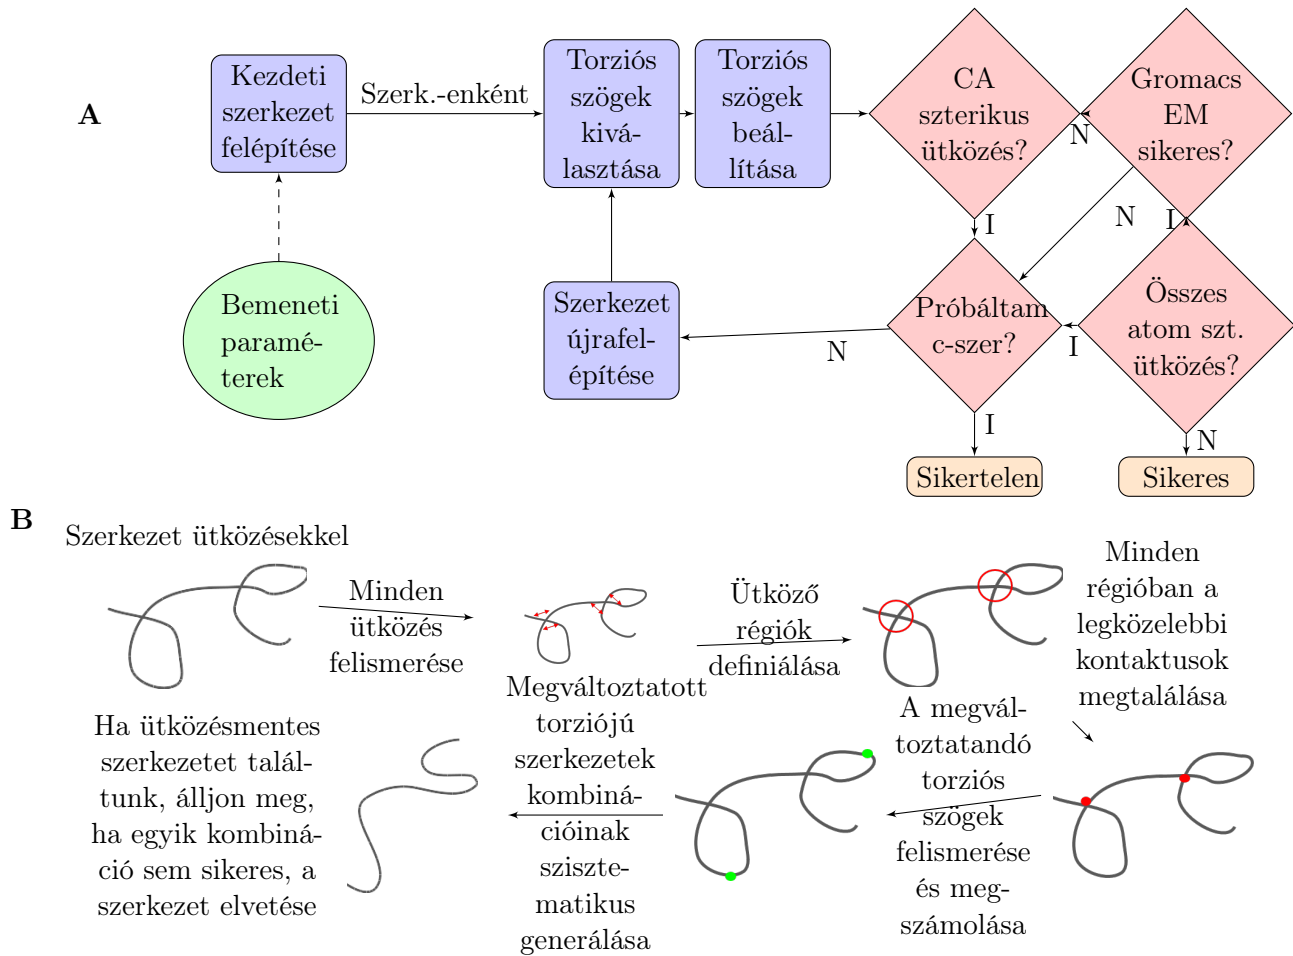 A
Kezdeti
szerkezet
felépítése
Szerk.-enként
Torziós
szögek
kivá-
lasztása
Torziós
szögek
beál-
lítása
CA
szterikus
ütközés?
N
Gromacs
EM
sikeres?
I
N
I
Bemeneti
paramé-
terek
Szerkezet
újrafel-
építése
N
Próbáltam
c-szer?
I
Összes
atom szt.
ütközés?
I
N
Sikertelen
Sikeres
B
Szerkezet ütközésekkel
Minden
ütközés
felismerése
Ütköző
régiók
definiálása
Minden
régióban a
legközelebbi
kontaktusok
megtalálása
A megvál-
toztatandó
torziós
szögek
felismerése
és meg-
számolása
Megváltoztatott
torziójú
szerkezetek
kombiná-
cióinak
sziszte-
matikus
generálása
Ha ütközésmentes
szerkezetet talál-
tunk, álljon meg,
ha egyik kombiná-
ció sem sikeres, a
szerkezet elvetése